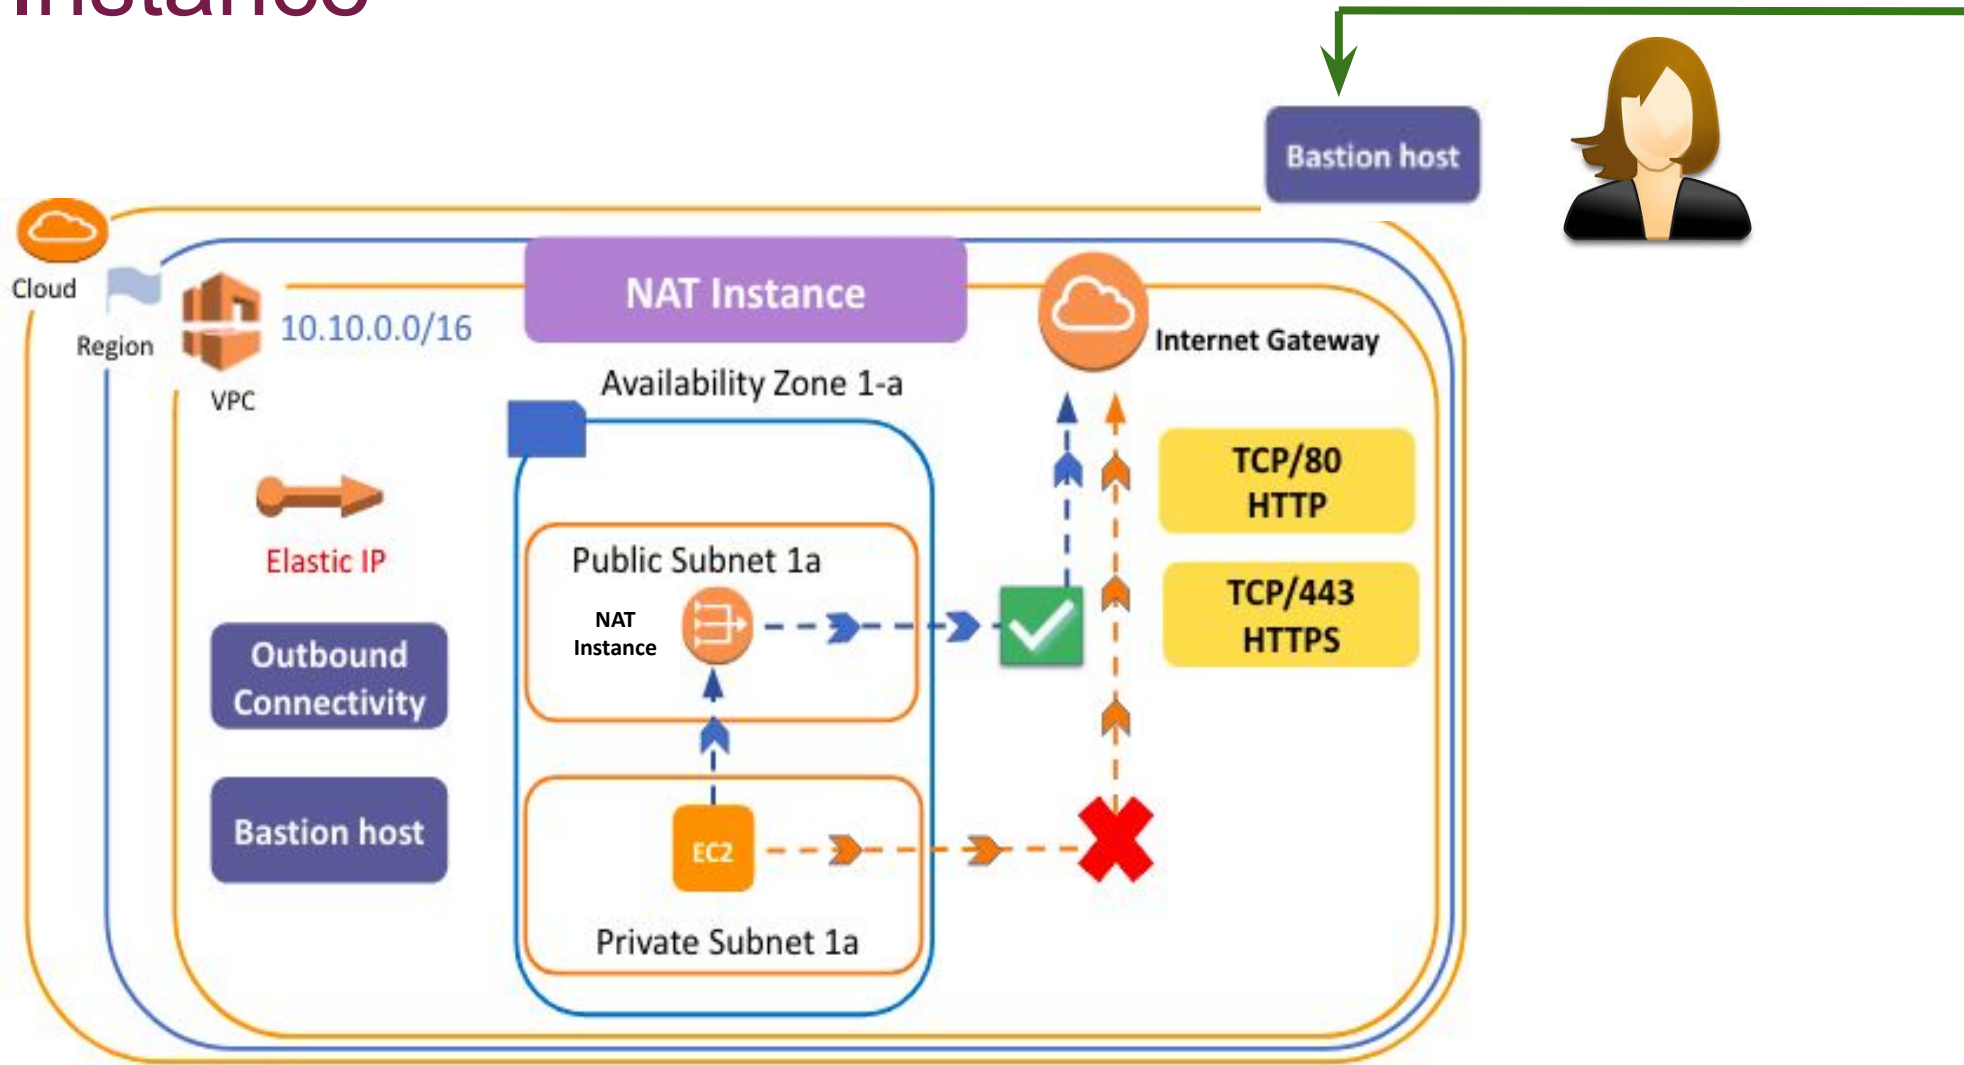 Instance
Bastion host
Cloud
Region
VPC
10.10.0.0/16
NAT Instance
Internet Gateway
Availability Zone 1-a
TCP/80
HTTP
TCP/443
HTTPS
Elastic IP
Outbound
Connectivity
Bastion host
Public Subnet 1a
NAT
Instance
EC2
Private Subnet 1a